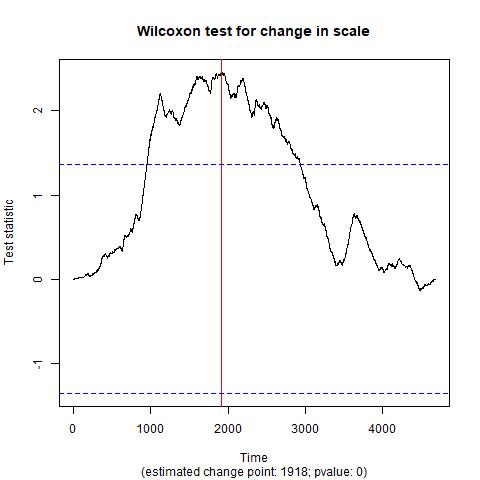 Wilcoxon test for change in scale
Test statistic
2
1
0
-1
0 1000 2000 3000 4000
Time
(estimated change point: 1918; pvalue: 0)